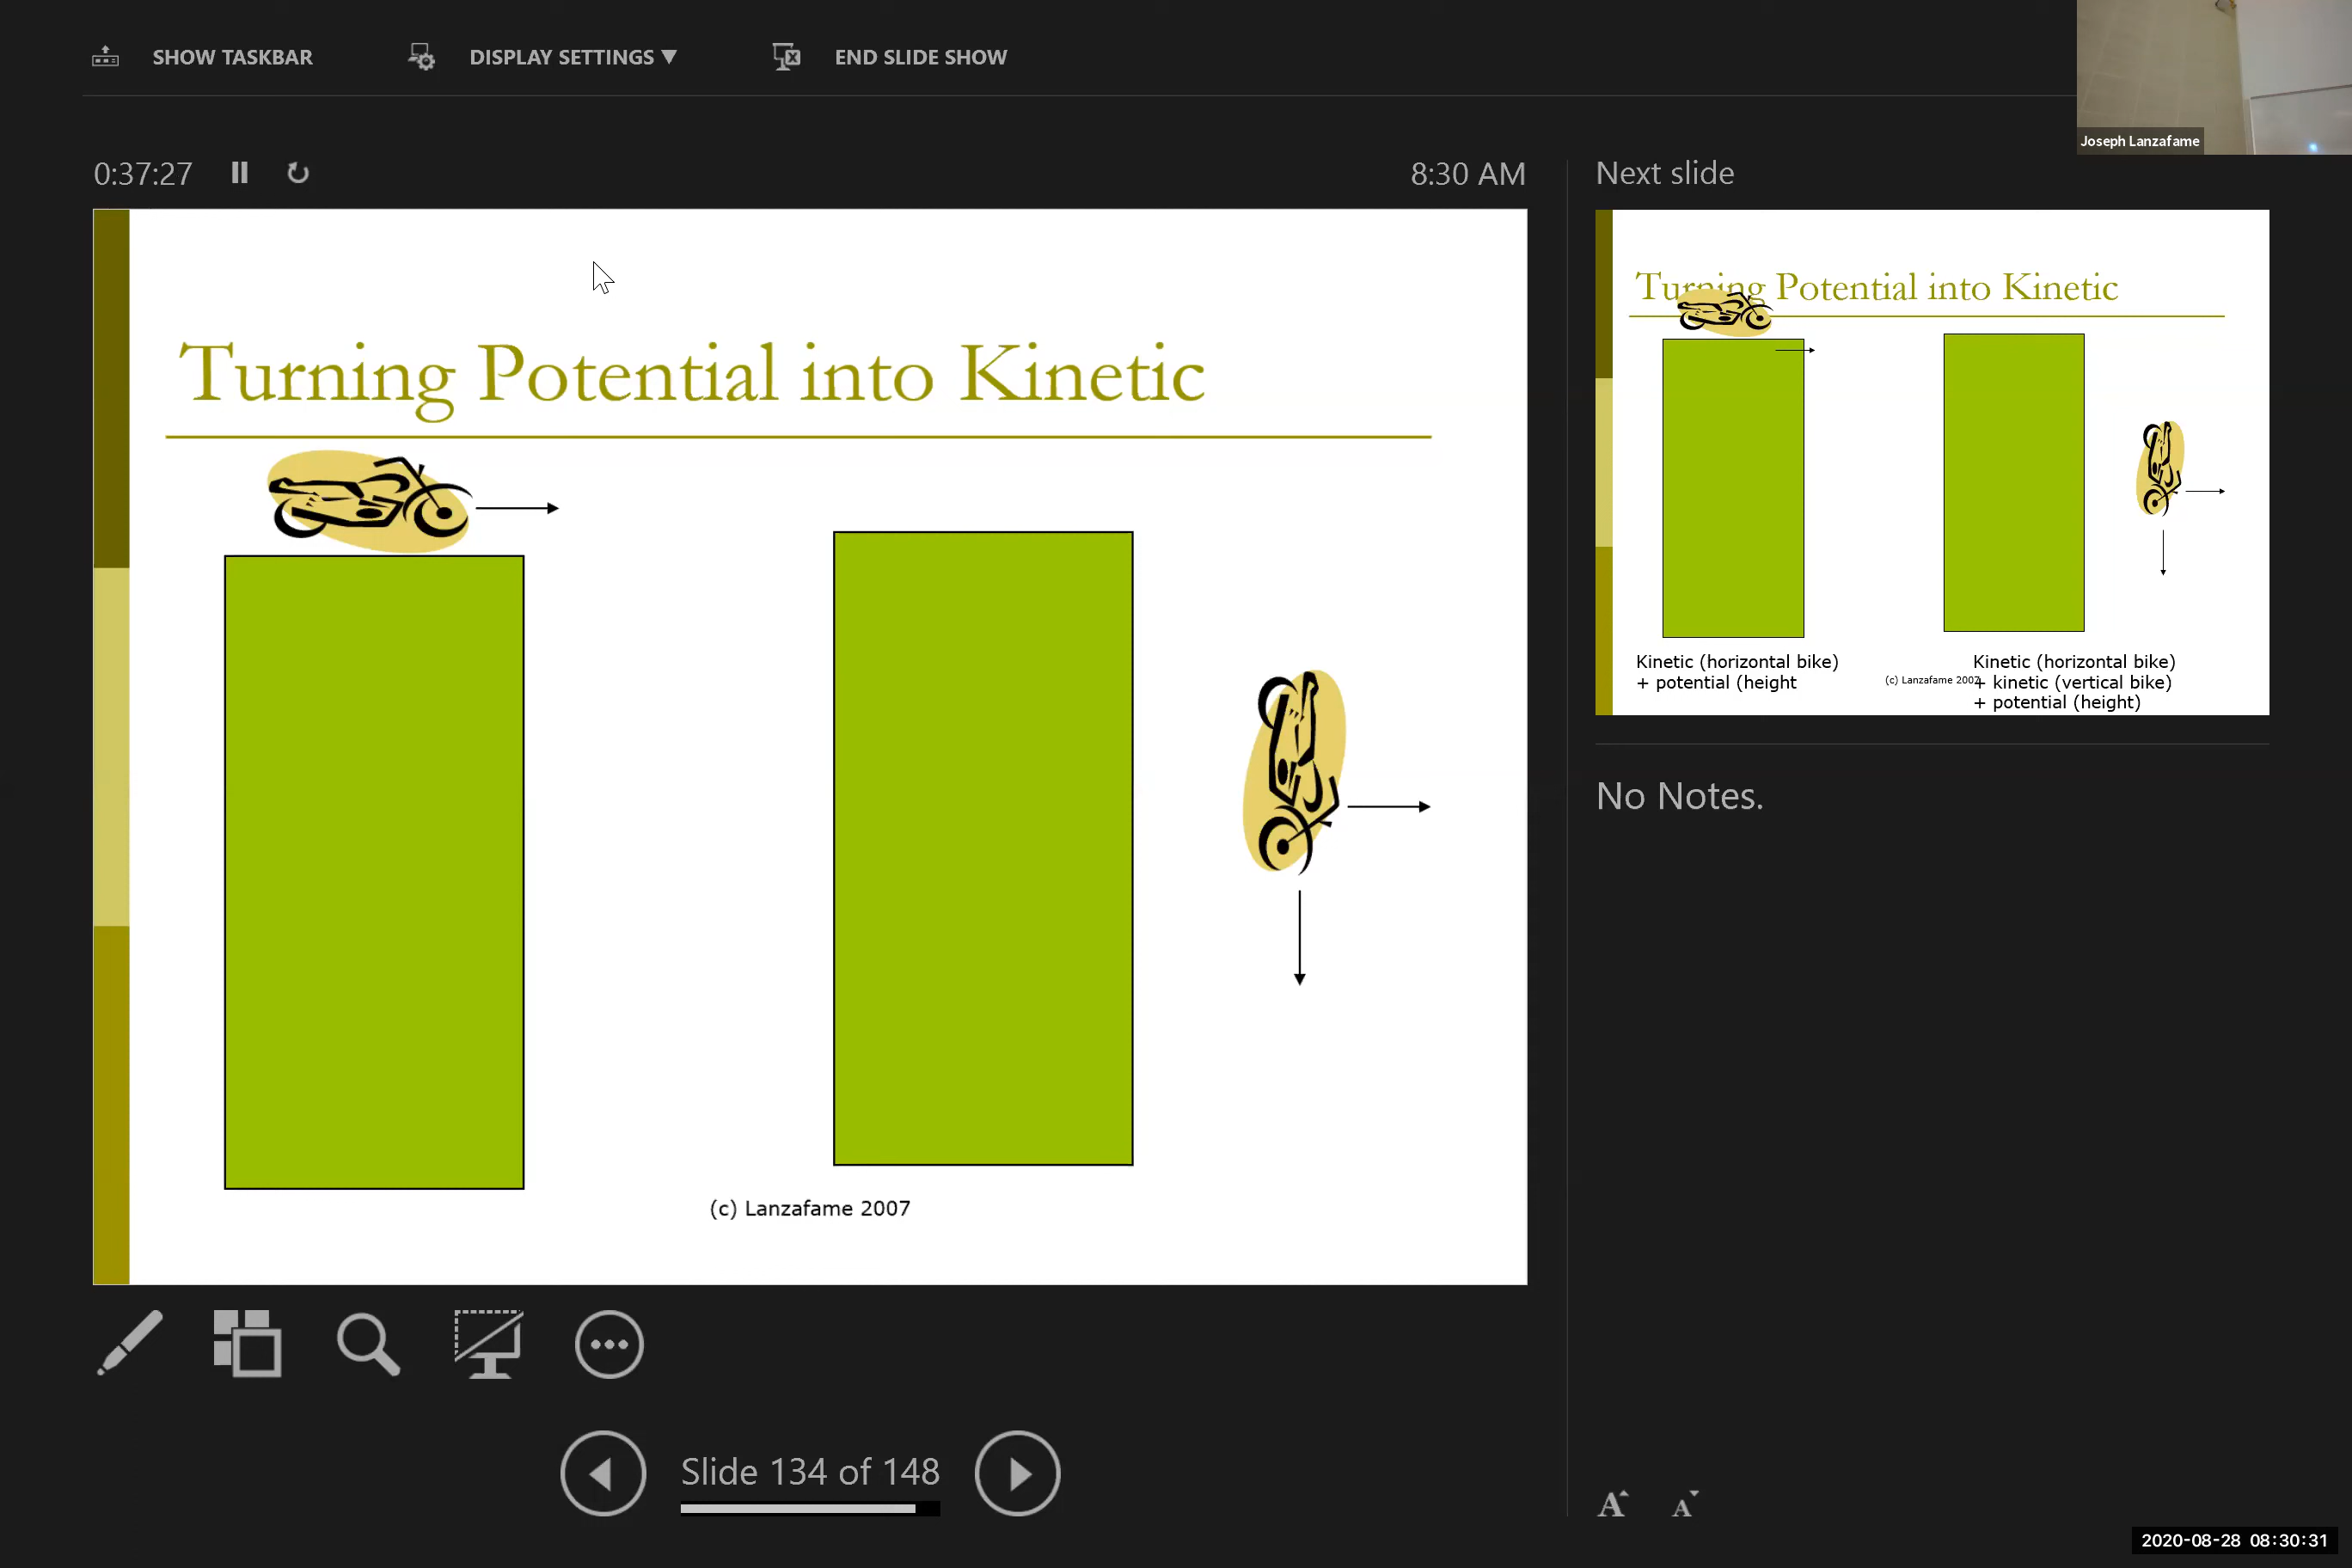 SHOW TASKBAR
DISPLAY SETTINGS ▼
END SLIDE SHOW
Joseph Lanzafame
0:37:27
8:30 AM
Next slide
Turning Potential into Kinetic
(c) Lanzafame 2007
Turning Potential into Kinetic
Kinetic (horizontal bike)
+ potential (height
(c) Lanzafame 2007
Kinetic (horizontal bike)
+ kinetic (vertical bike)
+ potential (height)
No Notes.
Slide 134 of 148
A A
2020-08-28 08:30:31